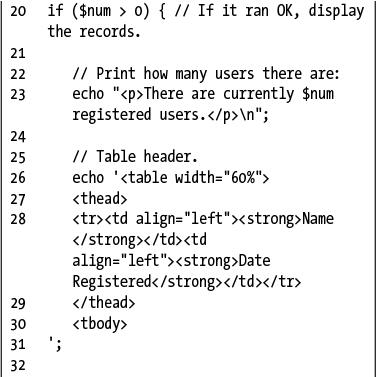 20 if ($num > 0) { // If it ran OK, display
the records.
21
22 // Print how many users there are:
23 echo "<p>There are currently $num
registered users.</p>\n";
24
25 // Table header.
26 echo '<table width="60%">
27 <thead>
28 <tr><td align="left"><strong>Name
</strong></td><td
align="left"><strong>Date
Registered</strong></td></tr>
29 </thead>
30 <tbody>
31 ';
32